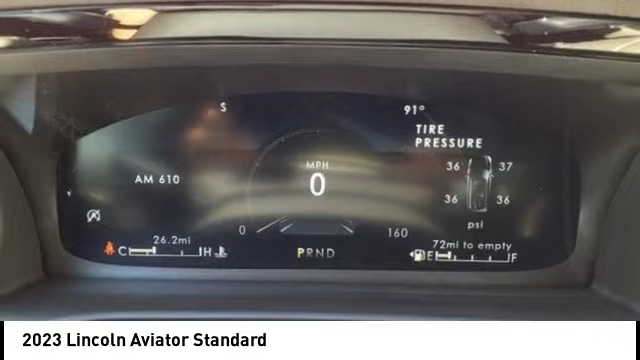 S
91°
TIRE
PRESSURE
36 37
MPH
AM 610
0
36 36
psi
0 160
26.2mi
72mi to empty
C H
PRND
E F
2023 Lincoln Aviator Standard